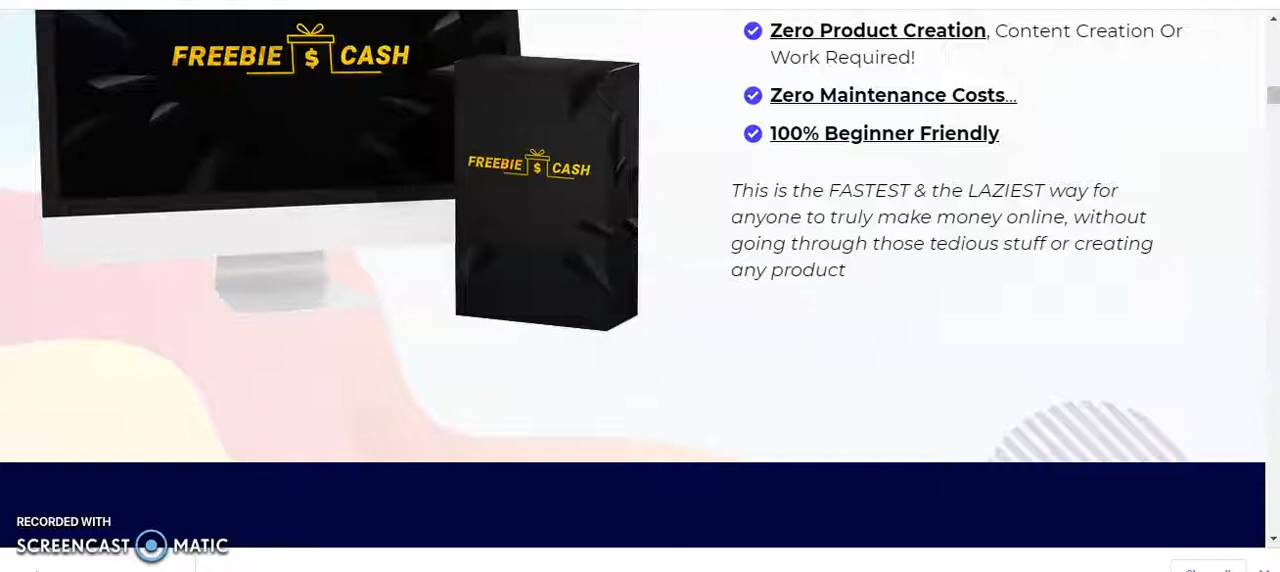 FREEBIE $ CASH
FREEBIE $ CASH
Zero Product Creation, Content Creation Or
Work Required!
Zero Maintenance Costs...
100% Beginner Friendly
This is the FASTEST & the LAZIEST way for
anyone to truly make money online, without
going through those tedious stuff or creating
any product
RECORDED WITH
SCREENCAST MATIC